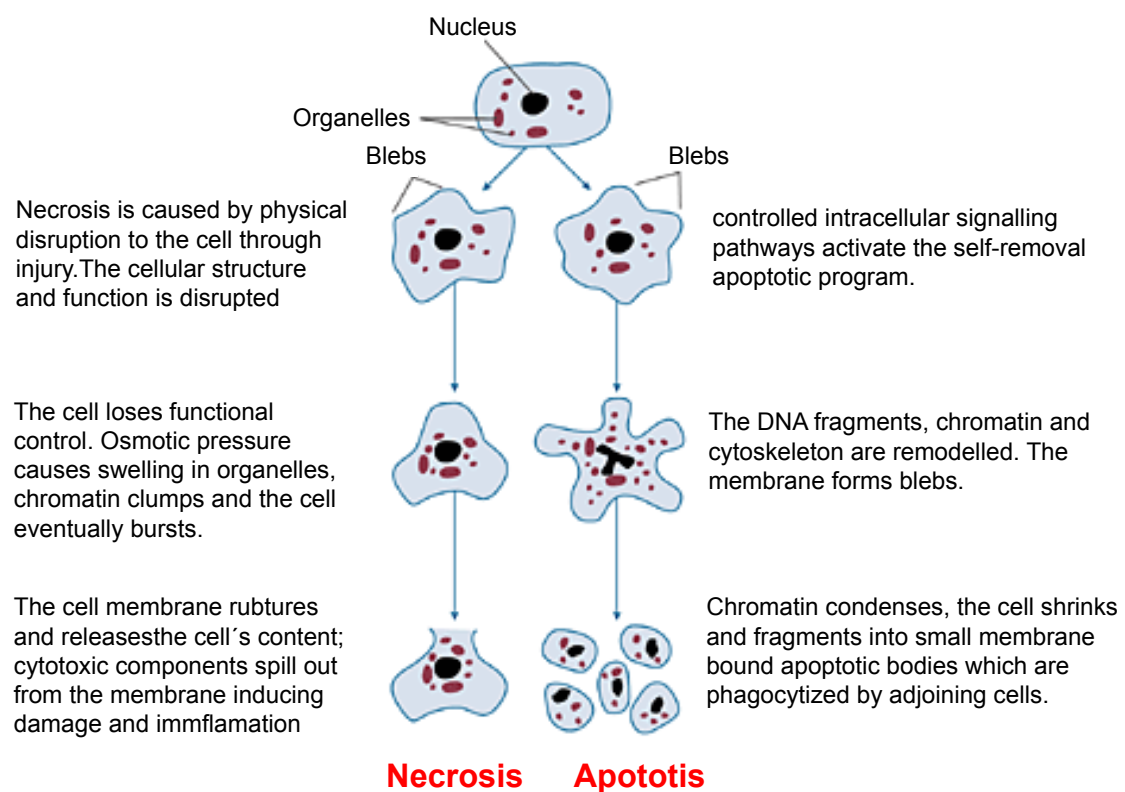 Nucleus
Organelles
Blebs
Blebs
Necrosis is caused by physical
disruption to the cell through
injury.The cellular structure
and function is disrupted
controlled intracellular signalling
pathways activate the self-removal
apoptotic program.
The cell loses functional
control. Osmotic pressure
causes swelling in organelles,
chromatin clumps and the cell
eventually bursts.
The DNA fragments, chromatin and
cytoskeleton are remodelled. The
membrane forms blebs.
The cell membrane rubtures
and releasesthe cell´s content;
cytotoxic components spill out
from the membrane inducing
damage and immflamation
Chromatin condenses, the cell shrinks
and fragments into small membrane
bound apoptotic bodies which are
phagocytized by adjoining cells.
Necrosis
Apototis